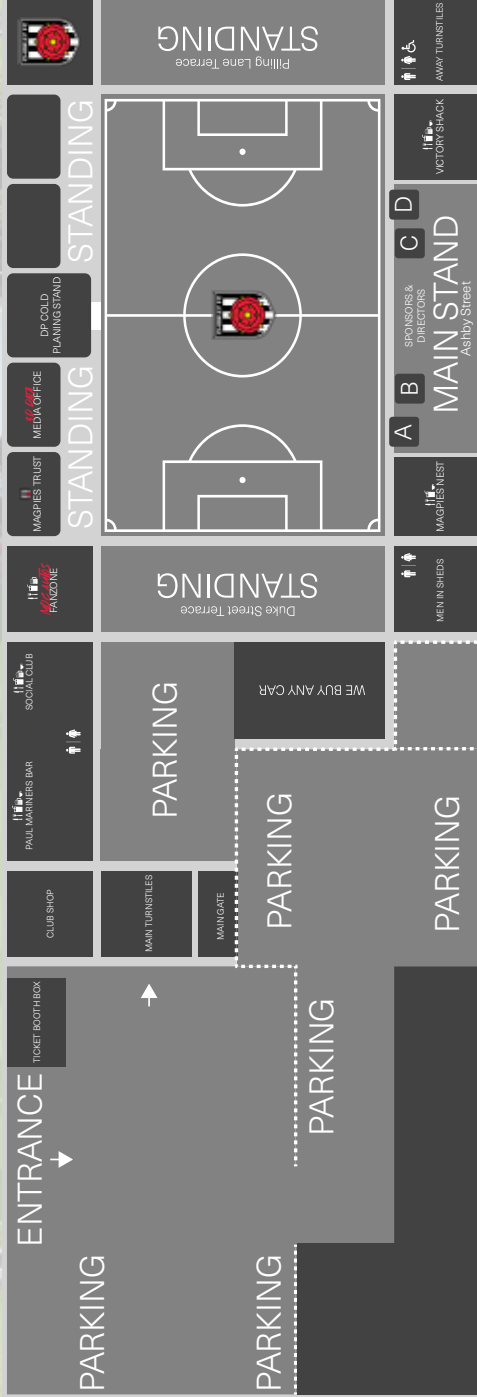 STANDING
Pilling Lane Terrace
AWAY TURNSTILES
STANDING
VICTORY SHACK
DP COLD
PLANING STAND
A
B
C
D
SPONSORS &
DIRECTORS
MAIN STAND
Ashby Street
MEDIA OFFICE
STANDING
MAGPIES TRUST
MAGPIES NEST
FANZONE
STANDING
Duke Street Terrace
MEN IN SHEDS
SOCIAL CLUB
PAUL MARINERS BAR
PARKING
WE BUY ANY CAR
PARKING
PARKING
CLUB SHOP
MAIN TURNSTILES
MAIN GATE
TICKET BOOTH BOX
ENTRANCE
PARKING
PARKING
PARKING